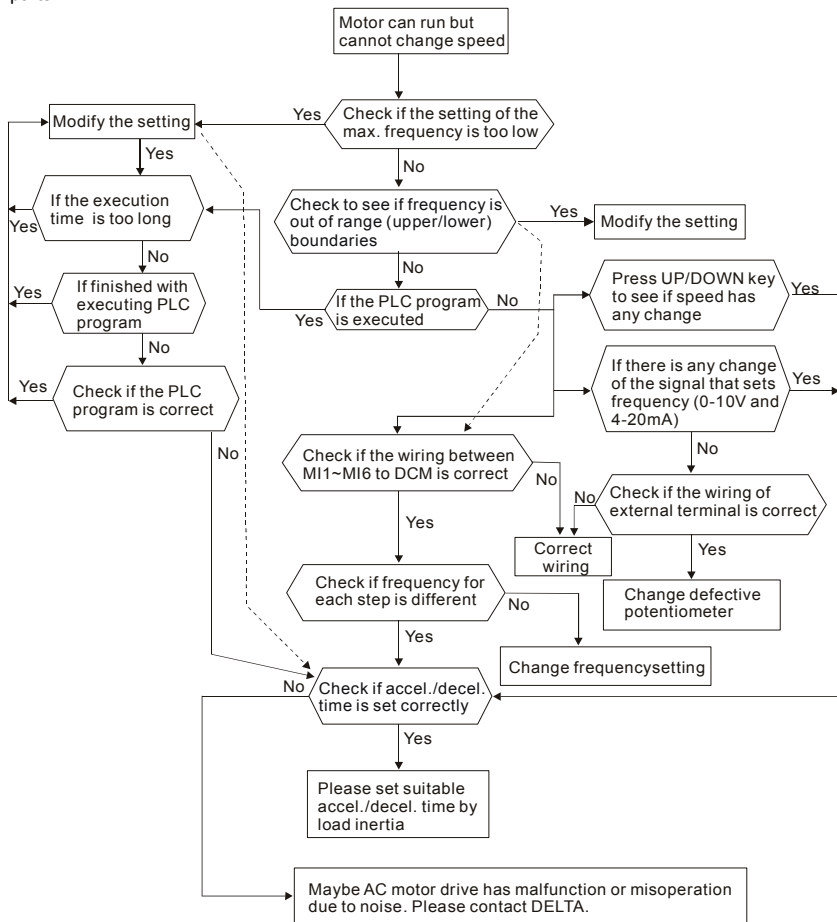 Motor can run but
cannot change speed
Yes
Check if the setting of the
max. frequency is too low
Modify the setting
Yes
No
If the execution
time is too long
Yes
Check to see if frequency is
out of range (upper/lower)
boundaries
Yes
Modify the setting
No
No
If finished with
executing PLC
program
Yes
If the PLC program
is executed
Yes
No
Press UP/DOWN key
to see if speed has
any change
Yes
No
Check if the PLC
program is correct
Yes
No
If there is any change
of the signal that sets
frequency (0-10V and
4-20mA)
Yes
No
Check if the wiring between
MI1~MI6 to DCM is correct
No
No
Check if the wiring of
external terminal is correct
Yes
Correct
wiring
Yes
Change defective
potentiometer
Check if frequency for
each step is different
No
Yes
Change frequencysetting
No
Check if accel./decel.
time is set correctly
Yes
Please set suitable
accel./decel. time by
load inertia
Maybe AC motor drive has malfunction or misoperation
due to noise. Please contact DELTA.